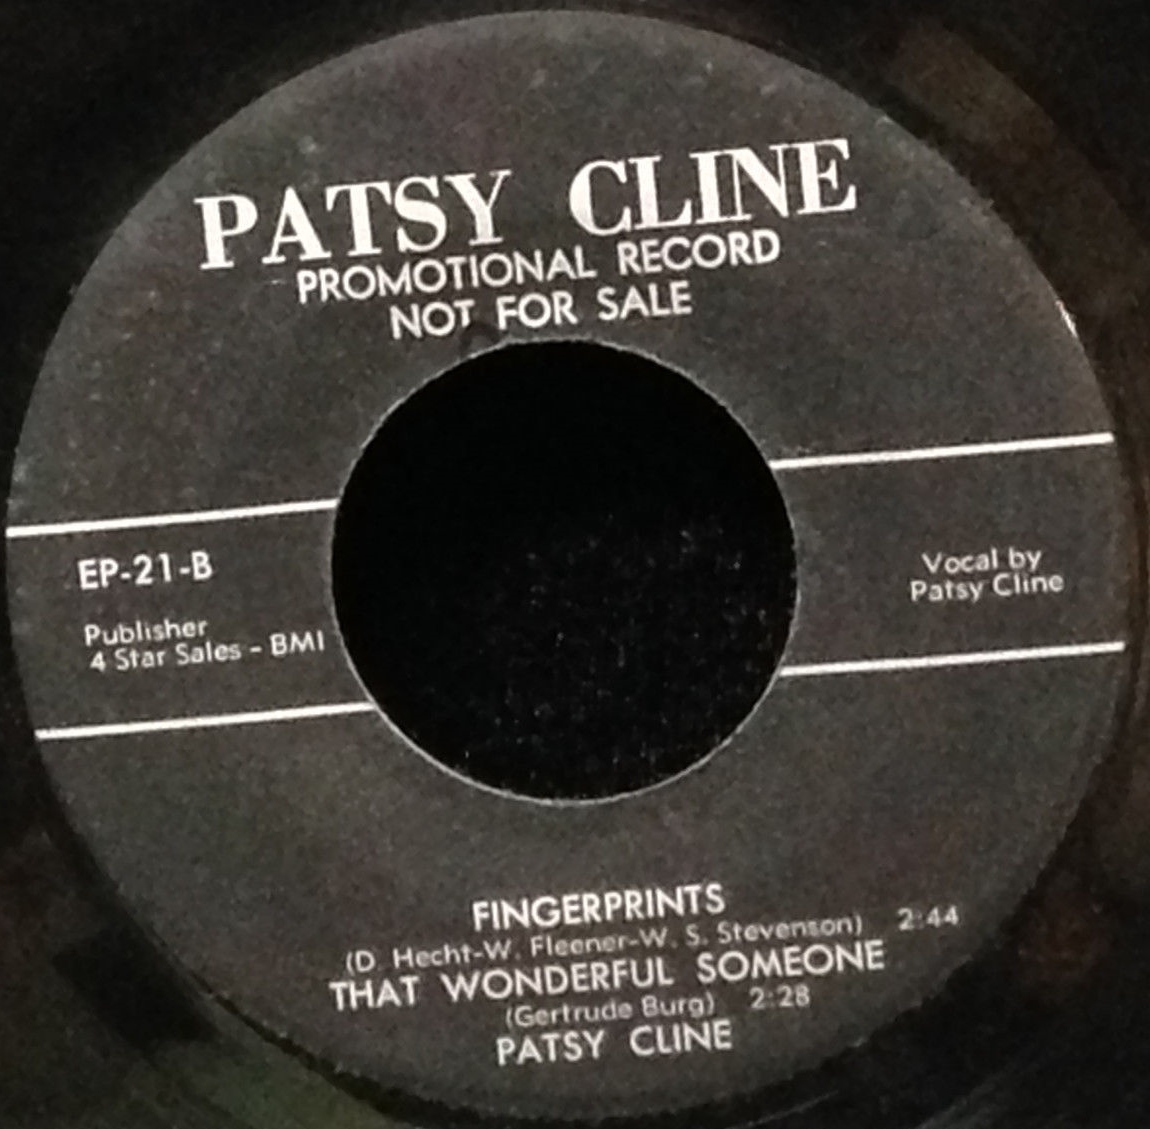 PATSY CLINE
PROMOTIONAL RECORD
NOT FOR SALE
EP-21-B
Publisher
4 Star Sales - BMI
Vocal by
Patsy Cline
FINGERPRINTS
(D. Hecht-W. Fleener-W. S. Stevenson) 2:44
THAT WONDERFUL SOMEONE
(Gertrude Burg) 2:28
PATSY CLINE